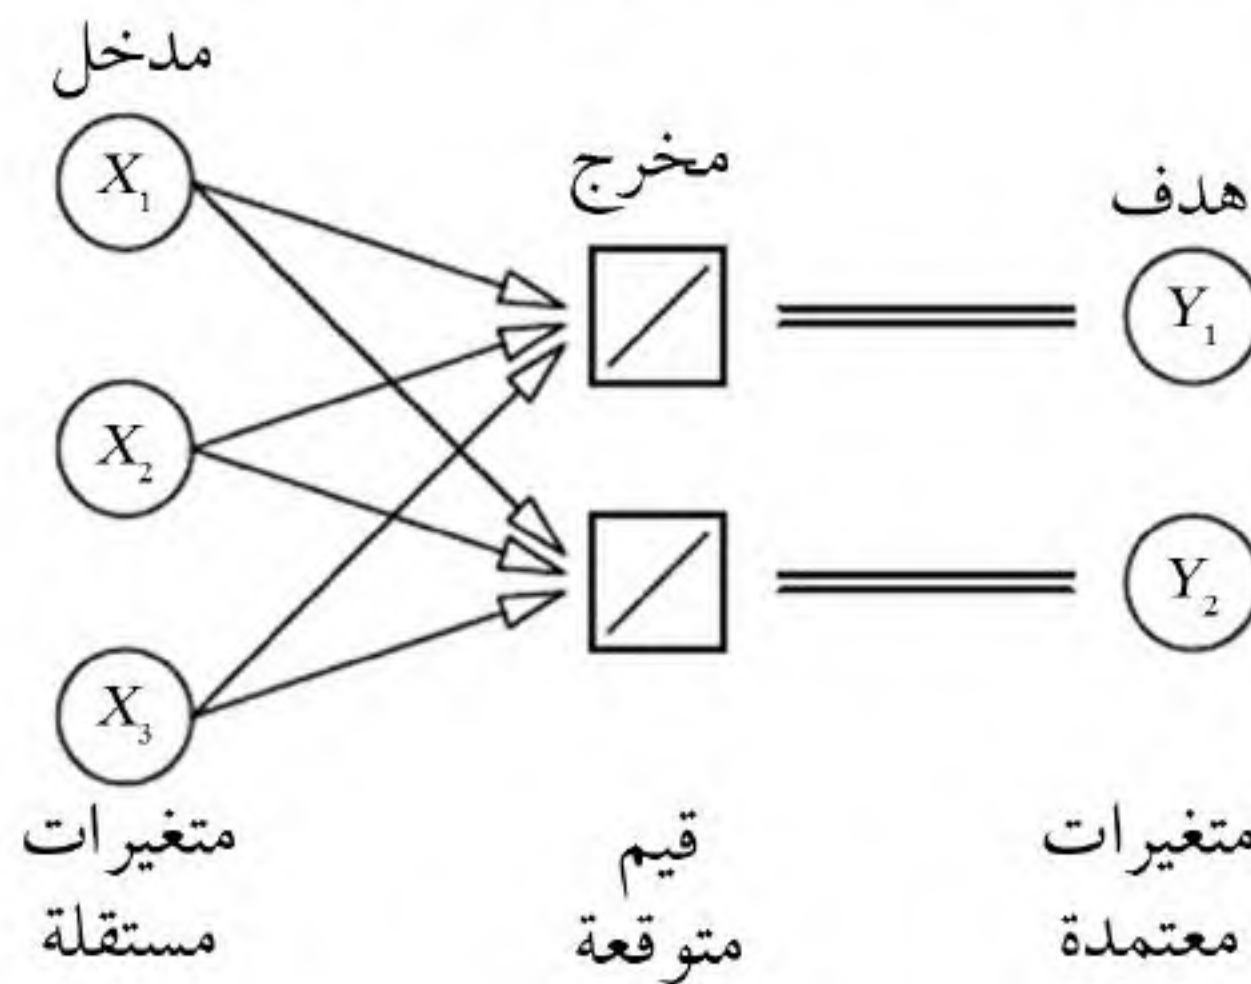 مدخل
مخرج
هدف
X₁
X₂
X₃
Y₁
Y₂
متغيرات
مستقلة
قيم
متوقعة
متغيرات
معتمدة